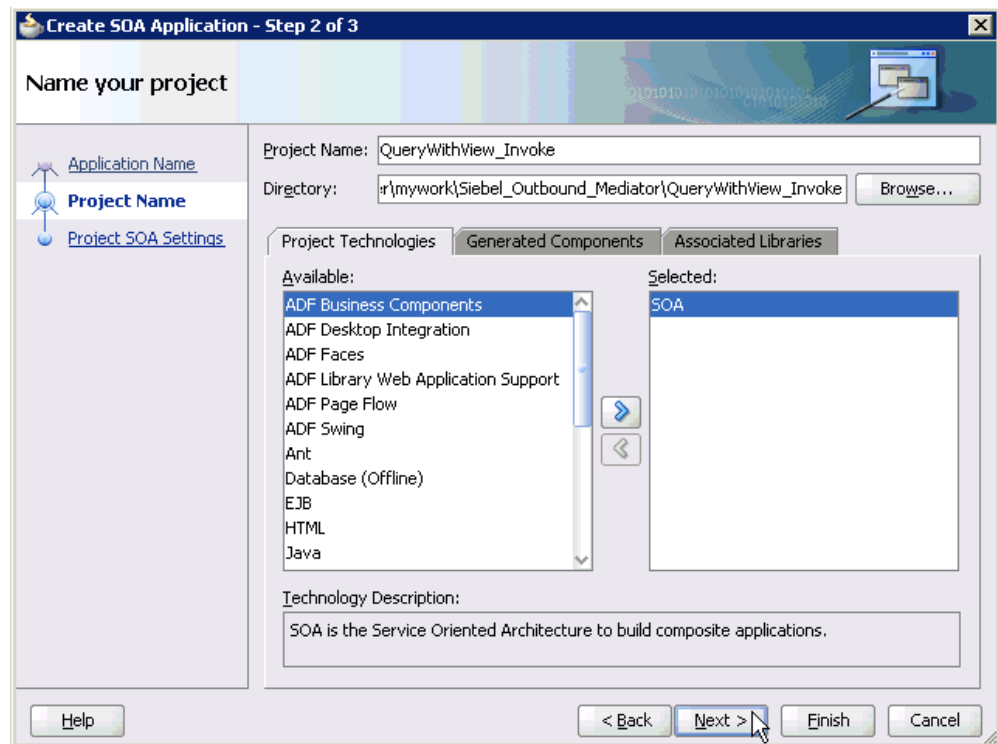 Create SOA Application - Step 2 of 3
Name your project
Application Name
Project Name
Project SOA Settings
Project Name: QueryWithView_Invoke
Directory: r\mywork\Siebel_Outbound_Mediator\QueryWithView_Invoke Browse...
Project Technologies Generated Components Associated Libraries
Available: Selected:
ADF Business Components SOA
ADF Desktop Integration
ADF Faces
ADF Library Web Application Support
ADF Page Flow
ADF Swing
Ant
Database (Offline)
EJB
HTML
Java
Technology Description:
SOA is the Service Oriented Architecture to build composite applications.
Help < Back Next > Finish Cancel